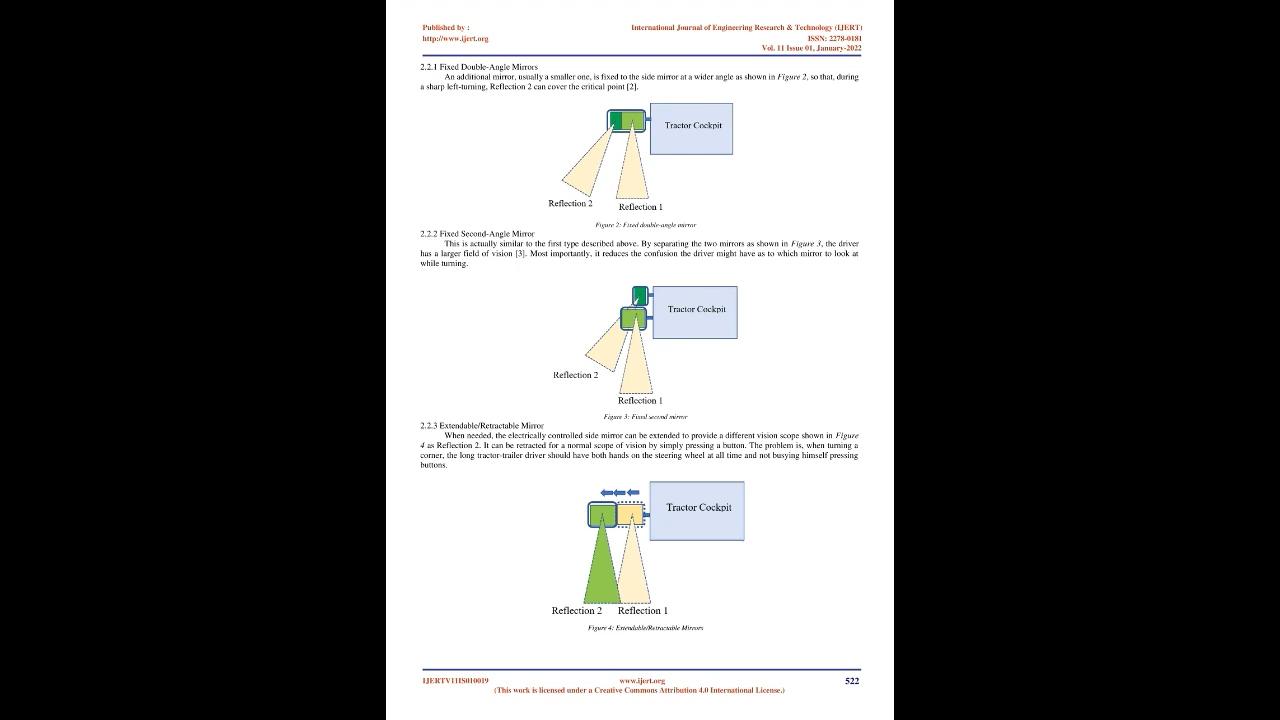 Published by :
International Journal of Engineering Research & Technology (IJERT)
http://www.ijert.org
ISSN: 2278-0181
Vol. 11 Issue 01, January-2022
2.2.1 Fixed Double-Angle Mirrors
An additional mirror, usually a smaller one, is fixed to the side mirror at a wider angle as shown in Figure 2, so that, during
a sharp left-turning, Reflection 2 can cover the critical point [2].
Tractor Cockpit
Reflection 2
Reflection 1
Figure 2: Fixed double-angle mirror
2.2.2 Fixed Second-Angle Mirror
This is actually similar to the first type described above. By separating the two mirrors as shown in Figure 3, the driver
has a larger field of vision [3]. Most importantly, it reduces the confusion the driver might have as to which mirror to look at
while turning.
Tractor Cockpit
Reflection 2
Reflection 1
Figure 3: Fixed second mirror
2.2.3 Extendable/Retractable Mirror
When needed, the electrically controlled side mirror can be extended to provide a different vision scope shown in Figure
4 as Reflection 2. It can be retracted for a normal scope of vision by simply pressing a button. The problem is, when turning a
corner, the long tractor-trailer driver should have both hands on the steering wheel at all time and not busying himself pressing
buttons.
Tractor Cockpit
Reflection 2 Reflection 1
Figure 4: Extendable/Retractable Mirrors
IJERTV11IS010019
www.ijert.org
522
(This work is licensed under a Creative Commons Attribution 4.0 International License.)